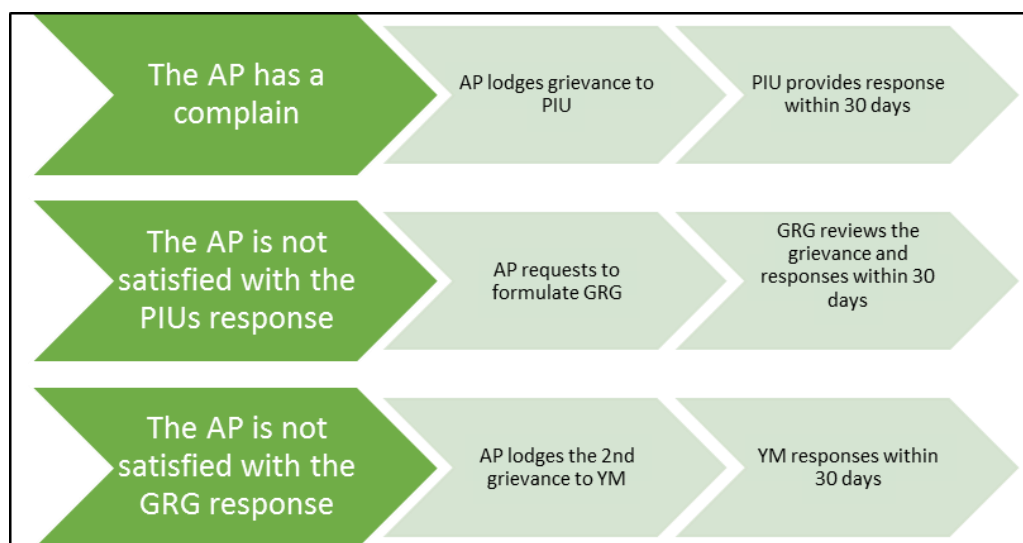 The AP has a
complain
AP lodges grievance to
PIU
PIU provides response
within 30 days
The AP is not
satisfied with the
PIUs response
AP requests to
formulate GRG
GRG reviews the
grievance and
responses within 30
days
The AP is not
satisfied with the
GRG response
AP lodges the 2nd
grievance to YM
YM responses within
30 days